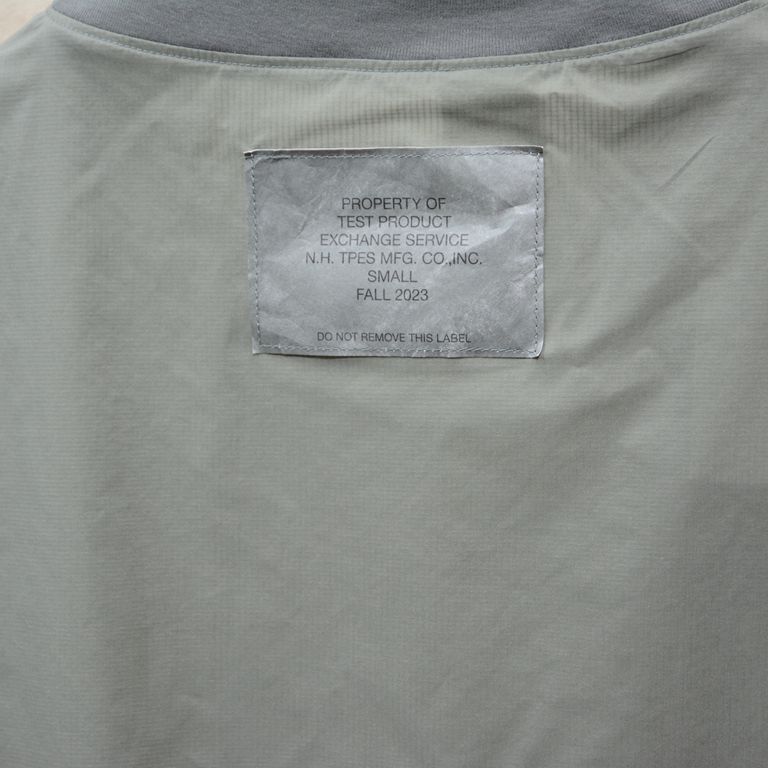 PROPERTY OF
TEST PRODUCT
EXCHANGE SERVICE
N.H. TPES MFG. CO.,INC.
SMALL
FALL 2023
DO NOT REMOVE THIS LABEL